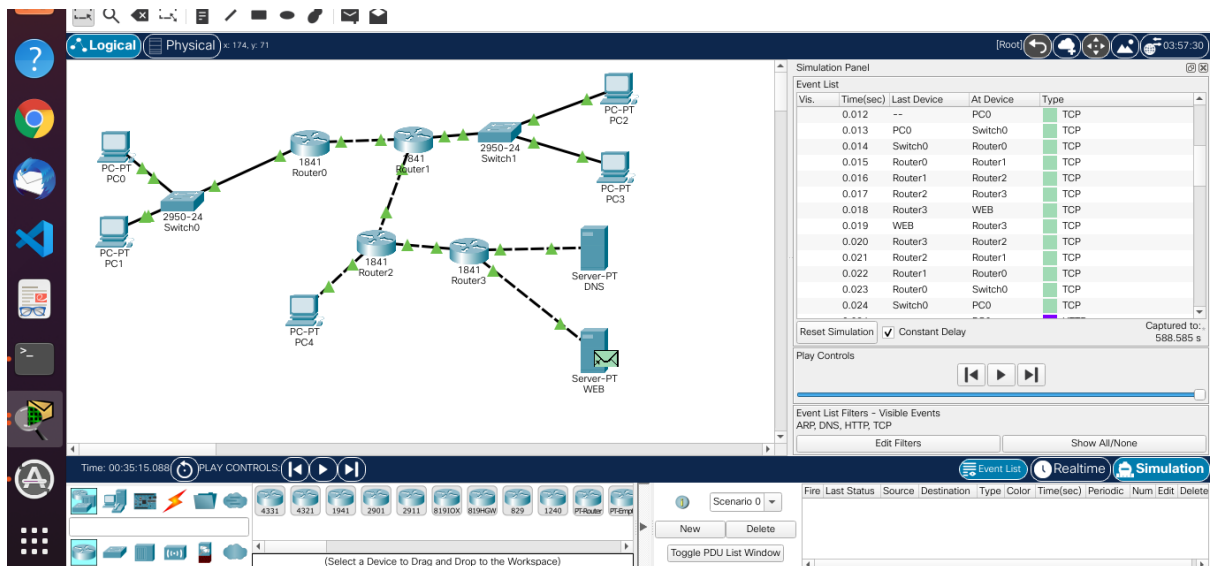 Logical
Physical
x: 174, y: 71
[Root]
03:57:30
PC-PT
PC0
PC-PT
PC1
2950-24
Switch0
1841
Router0
1841
Router1
2950-24
Switch1
PC-PT
PC2
PC-PT
PC3
1841
Router2
1841
Router3
Server-PT
DNS
PC-PT
PC4
Server-PT
WEB
Simulation Panel
Event List
Vis. Time(sec) Last Device At Device Type
0.012 -- PC0 TCP
0.013 PC0 Switch0 TCP
0.014 Switch0 Router0 TCP
0.015 Router0 Router1 TCP
0.016 Router1 Router2 TCP
0.017 Router2 Router3 TCP
0.018 Router3 WEB TCP
0.019 WEB Router3 TCP
0.020 Router3 Router2 TCP
0.021 Router2 Router1 TCP
0.022 Router1 Router0 TCP
0.023 Router0 Switch0 TCP
0.024 Switch0 PC0 TCP
Reset Simulation Constant Delay Captured to:,
588.585 s
Play Controls
Event List Filters - Visible Events
ARP, DNS, HTTP, TCP
Edit Filters Show All/None
Time: 00:35:15.088 PLAY CONTROLS: Event List Realtime Simulation
4331 4321 1941 2901 2911 819IOX 819HGW 829 1240 PT-Router PT-Empt
(Select a Device to Drag and Drop to the Workspace)
Scenario 0
New Delete
Toggle PDU List Window
Fire Last Status Source Destination Type Color Time(sec) Periodic Num Edit Delete